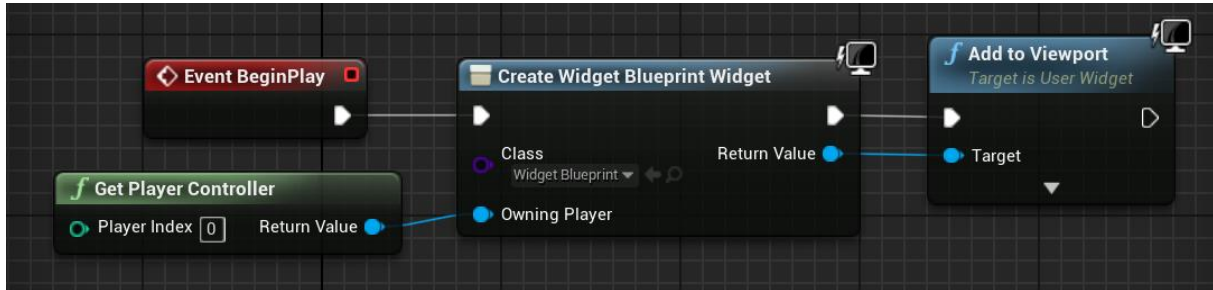 Event BeginPlay
Create Widget Blueprint Widget
Class
Widget Blueprint
Return Value
Owning Player
Add to Viewport
Target is User Widget
Target
Get Player Controller
Player Index 0
Return Value